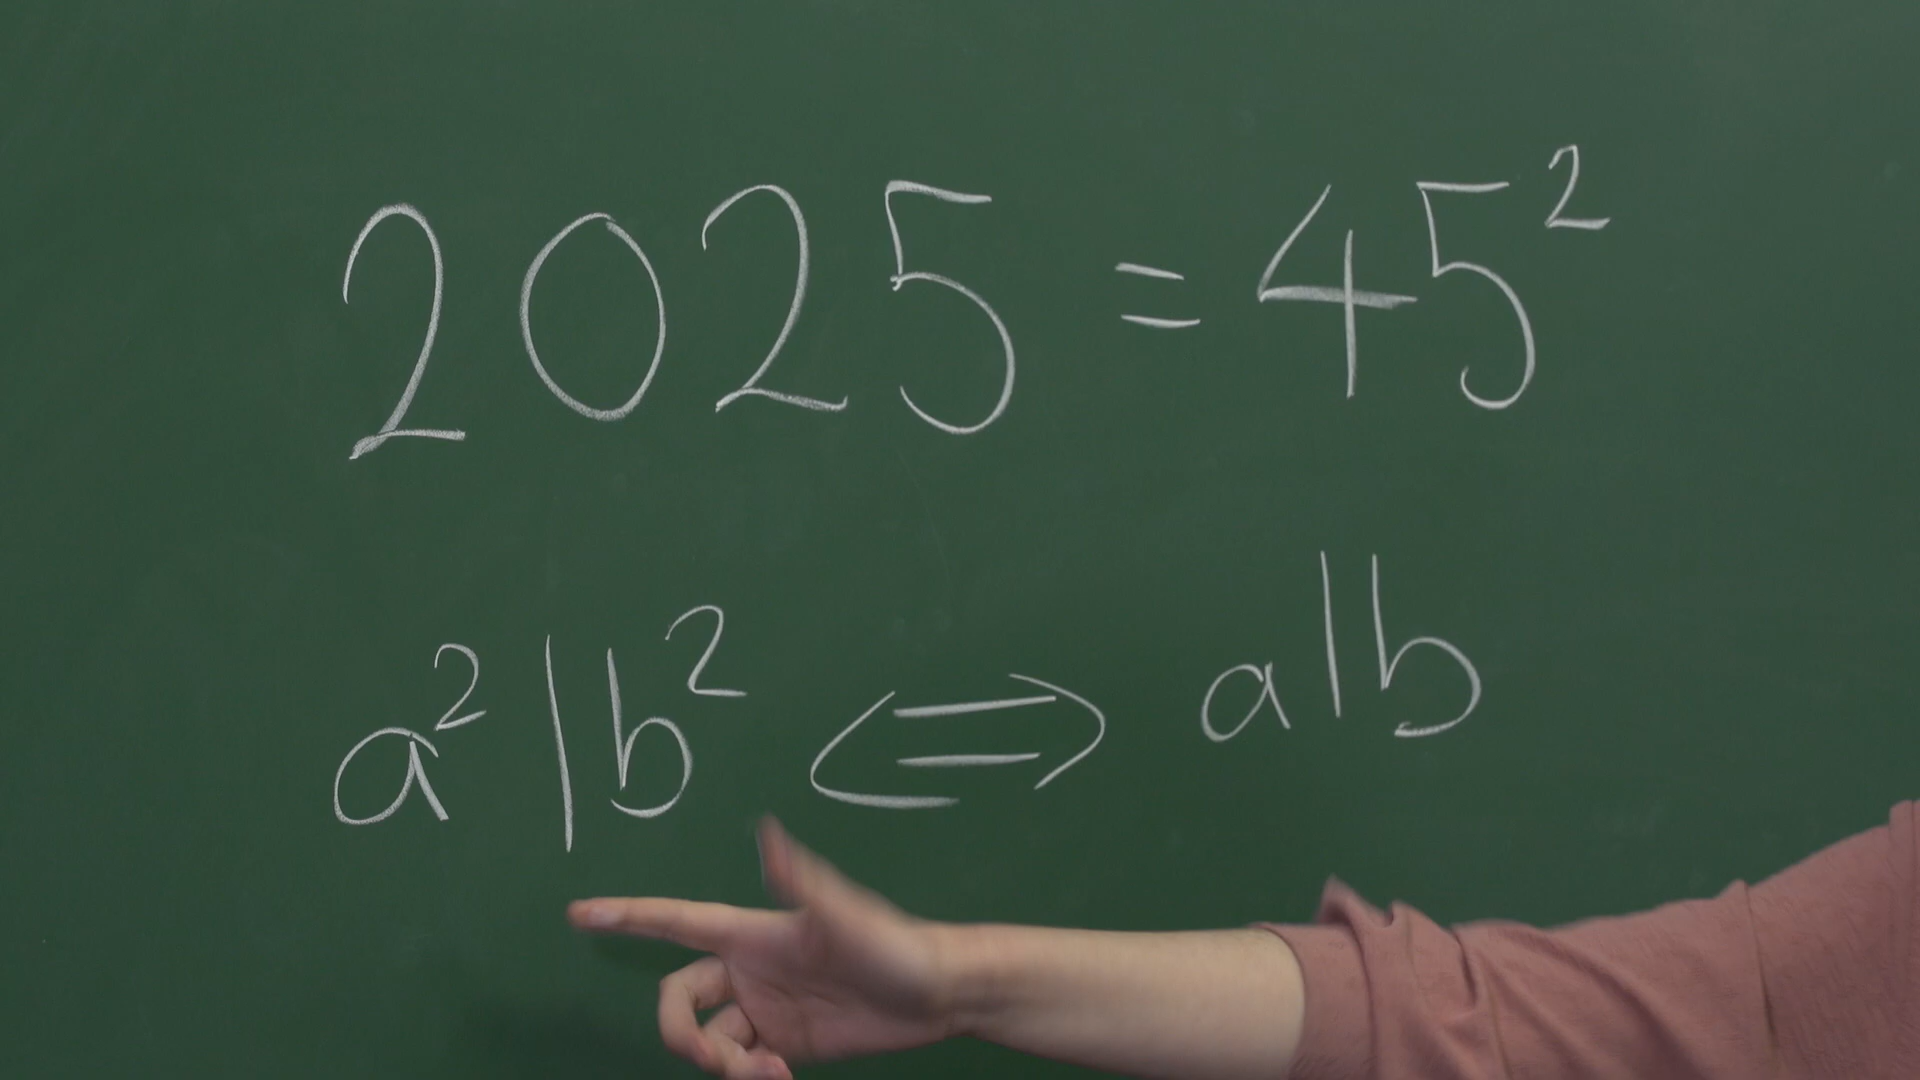 2025 = 45²
a² | b² ⇔ a | b